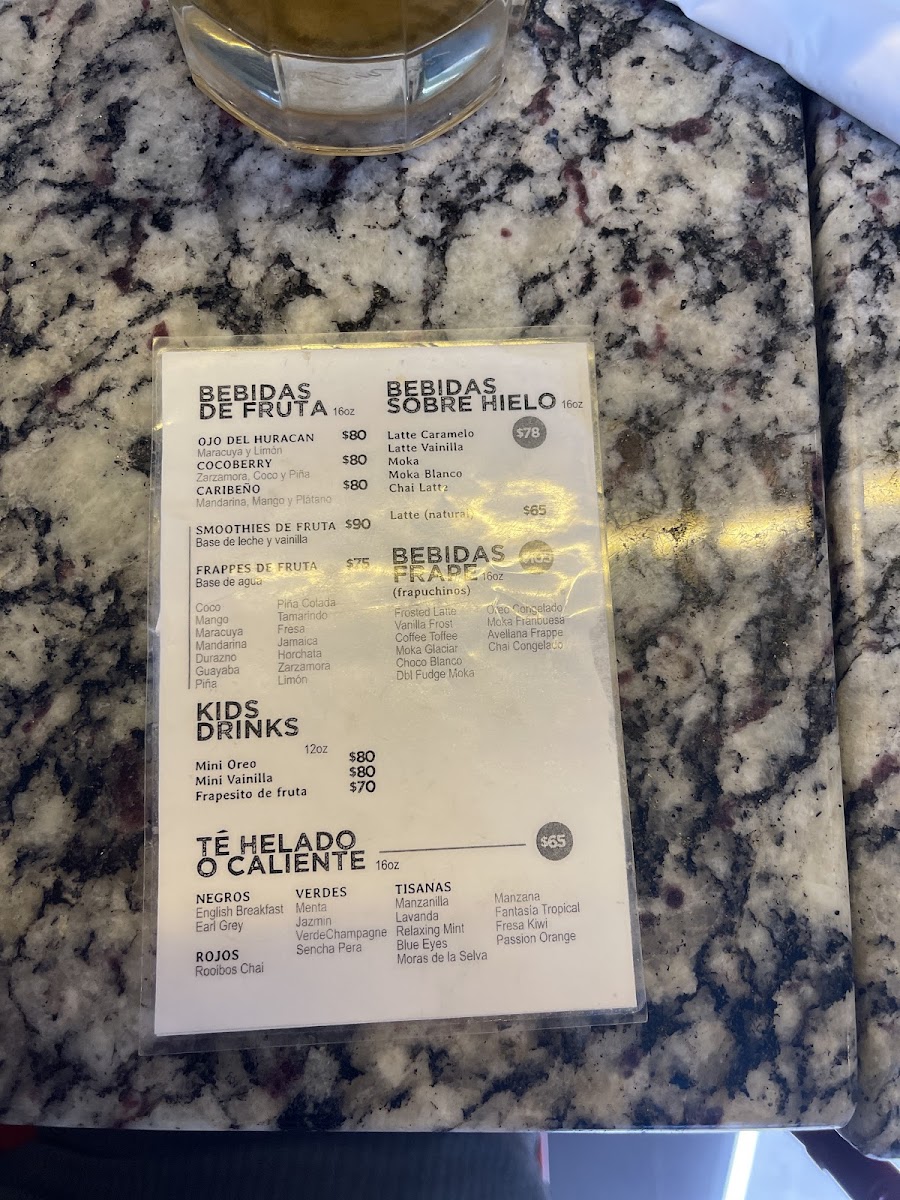 BEBIDAS
DE FRUTA 16oz
OJO DEL HURACAN $80
Maracuya y Limón
COCOBERRY $80
Zarzamora, Coco y Piña
CARIBEÑO $80
Mandarina, Mango y Plátano
SMOOTHIES DE FRUTA $90
Base de leche y vainilla
FRAPPES DE FRUTA $75
Base de agua
Coco
Mango
Maracuya
Mandarina
Durazno
Guayaba
Piña
Piña Colada
Tamarindo
Fresa
Jamaica
Horchata
Zarzamora
Limón
BEBIDAS
SOBRE HIELO 16oz
$78
Latte Caramelo
Latte Vainilla
Moka
Moka Blanco
Chai Latte
Latte (natural) $65
BEBIDAS
FRAPE 16oz
(frapuchinos)
Frosted Latte
Vanilla Frost
Coffee Toffee
Moka Glaciar
Choco Blanco
Dbl Fudge Moka
Oreo Congelado
Moka Franbuesa
Avellana Frappe
Chai Congelado
KIDS
DRINKS
12oz
Mini Oreo $80
Mini Vainilla $80
Frapesito de fruta $70
TÉ HELADO
O CALIENTE 16oz
$65
NEGROS
English Breakfast
Earl Grey
ROJOS
Rooibos Chai
VERDES
Menta
Jazmin
VerdeChampagne
Sencha Pera
TISANAS
Manzanilla
Lavanda
Relaxing Mint
Blue Eyes
Moras de la Selva
Manzana
Fantasía Tropical
Fresa Kiwi
Passion Orange